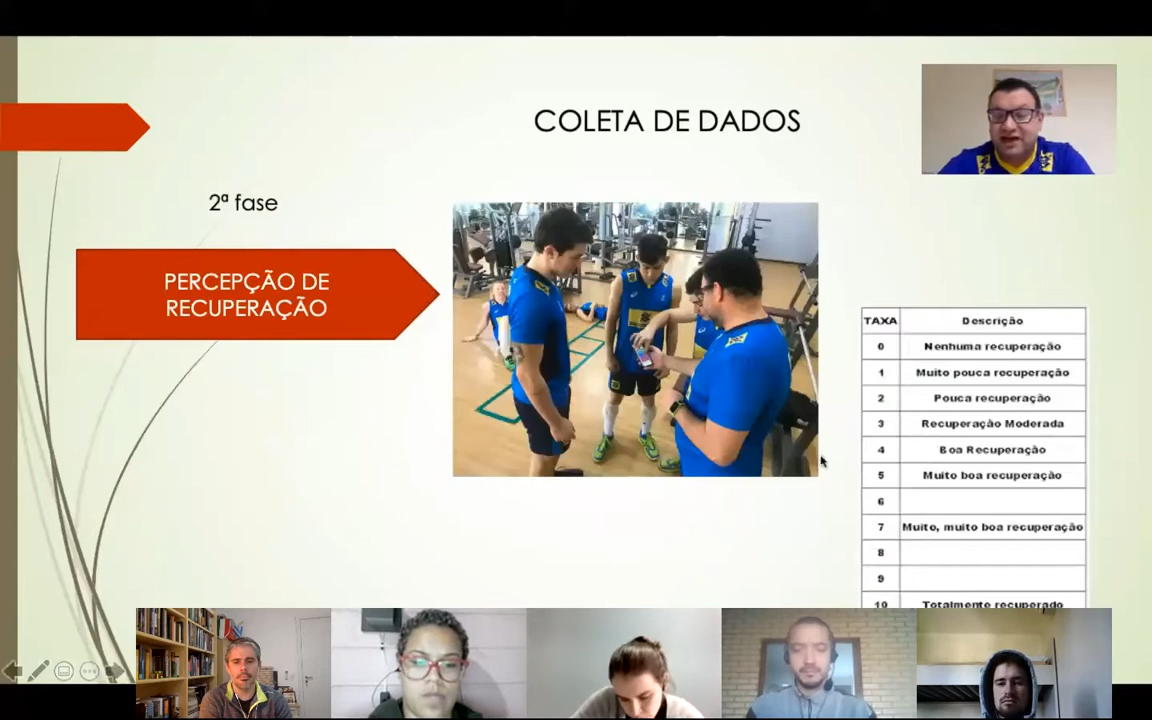 COLETA DE DADOS
2ª fase
PERCEPÇÃO DE
RECUPERAÇÃO
TAXA Descrição
0 Nenhuma recuperação
1 Muito pouca recuperação
2 Pouca recuperação
3 Recuperação Moderada
4 Boa Recuperação
5 Muito boa recuperação
6
7 Muito, muito boa recuperação
8
9
10 Totalmente recuperado